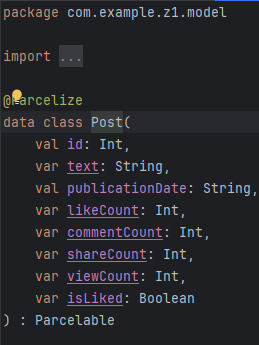 package com.example.z1.model
import ...
@Parcelize
data class Post(
    val id: Int,
    var text: String,
    val publicationDate: String,
    var likeCount: Int,
    var commentCount: Int,
    var shareCount: Int,
    var viewCount: Int,
    var isLiked: Boolean
) : Parcelable